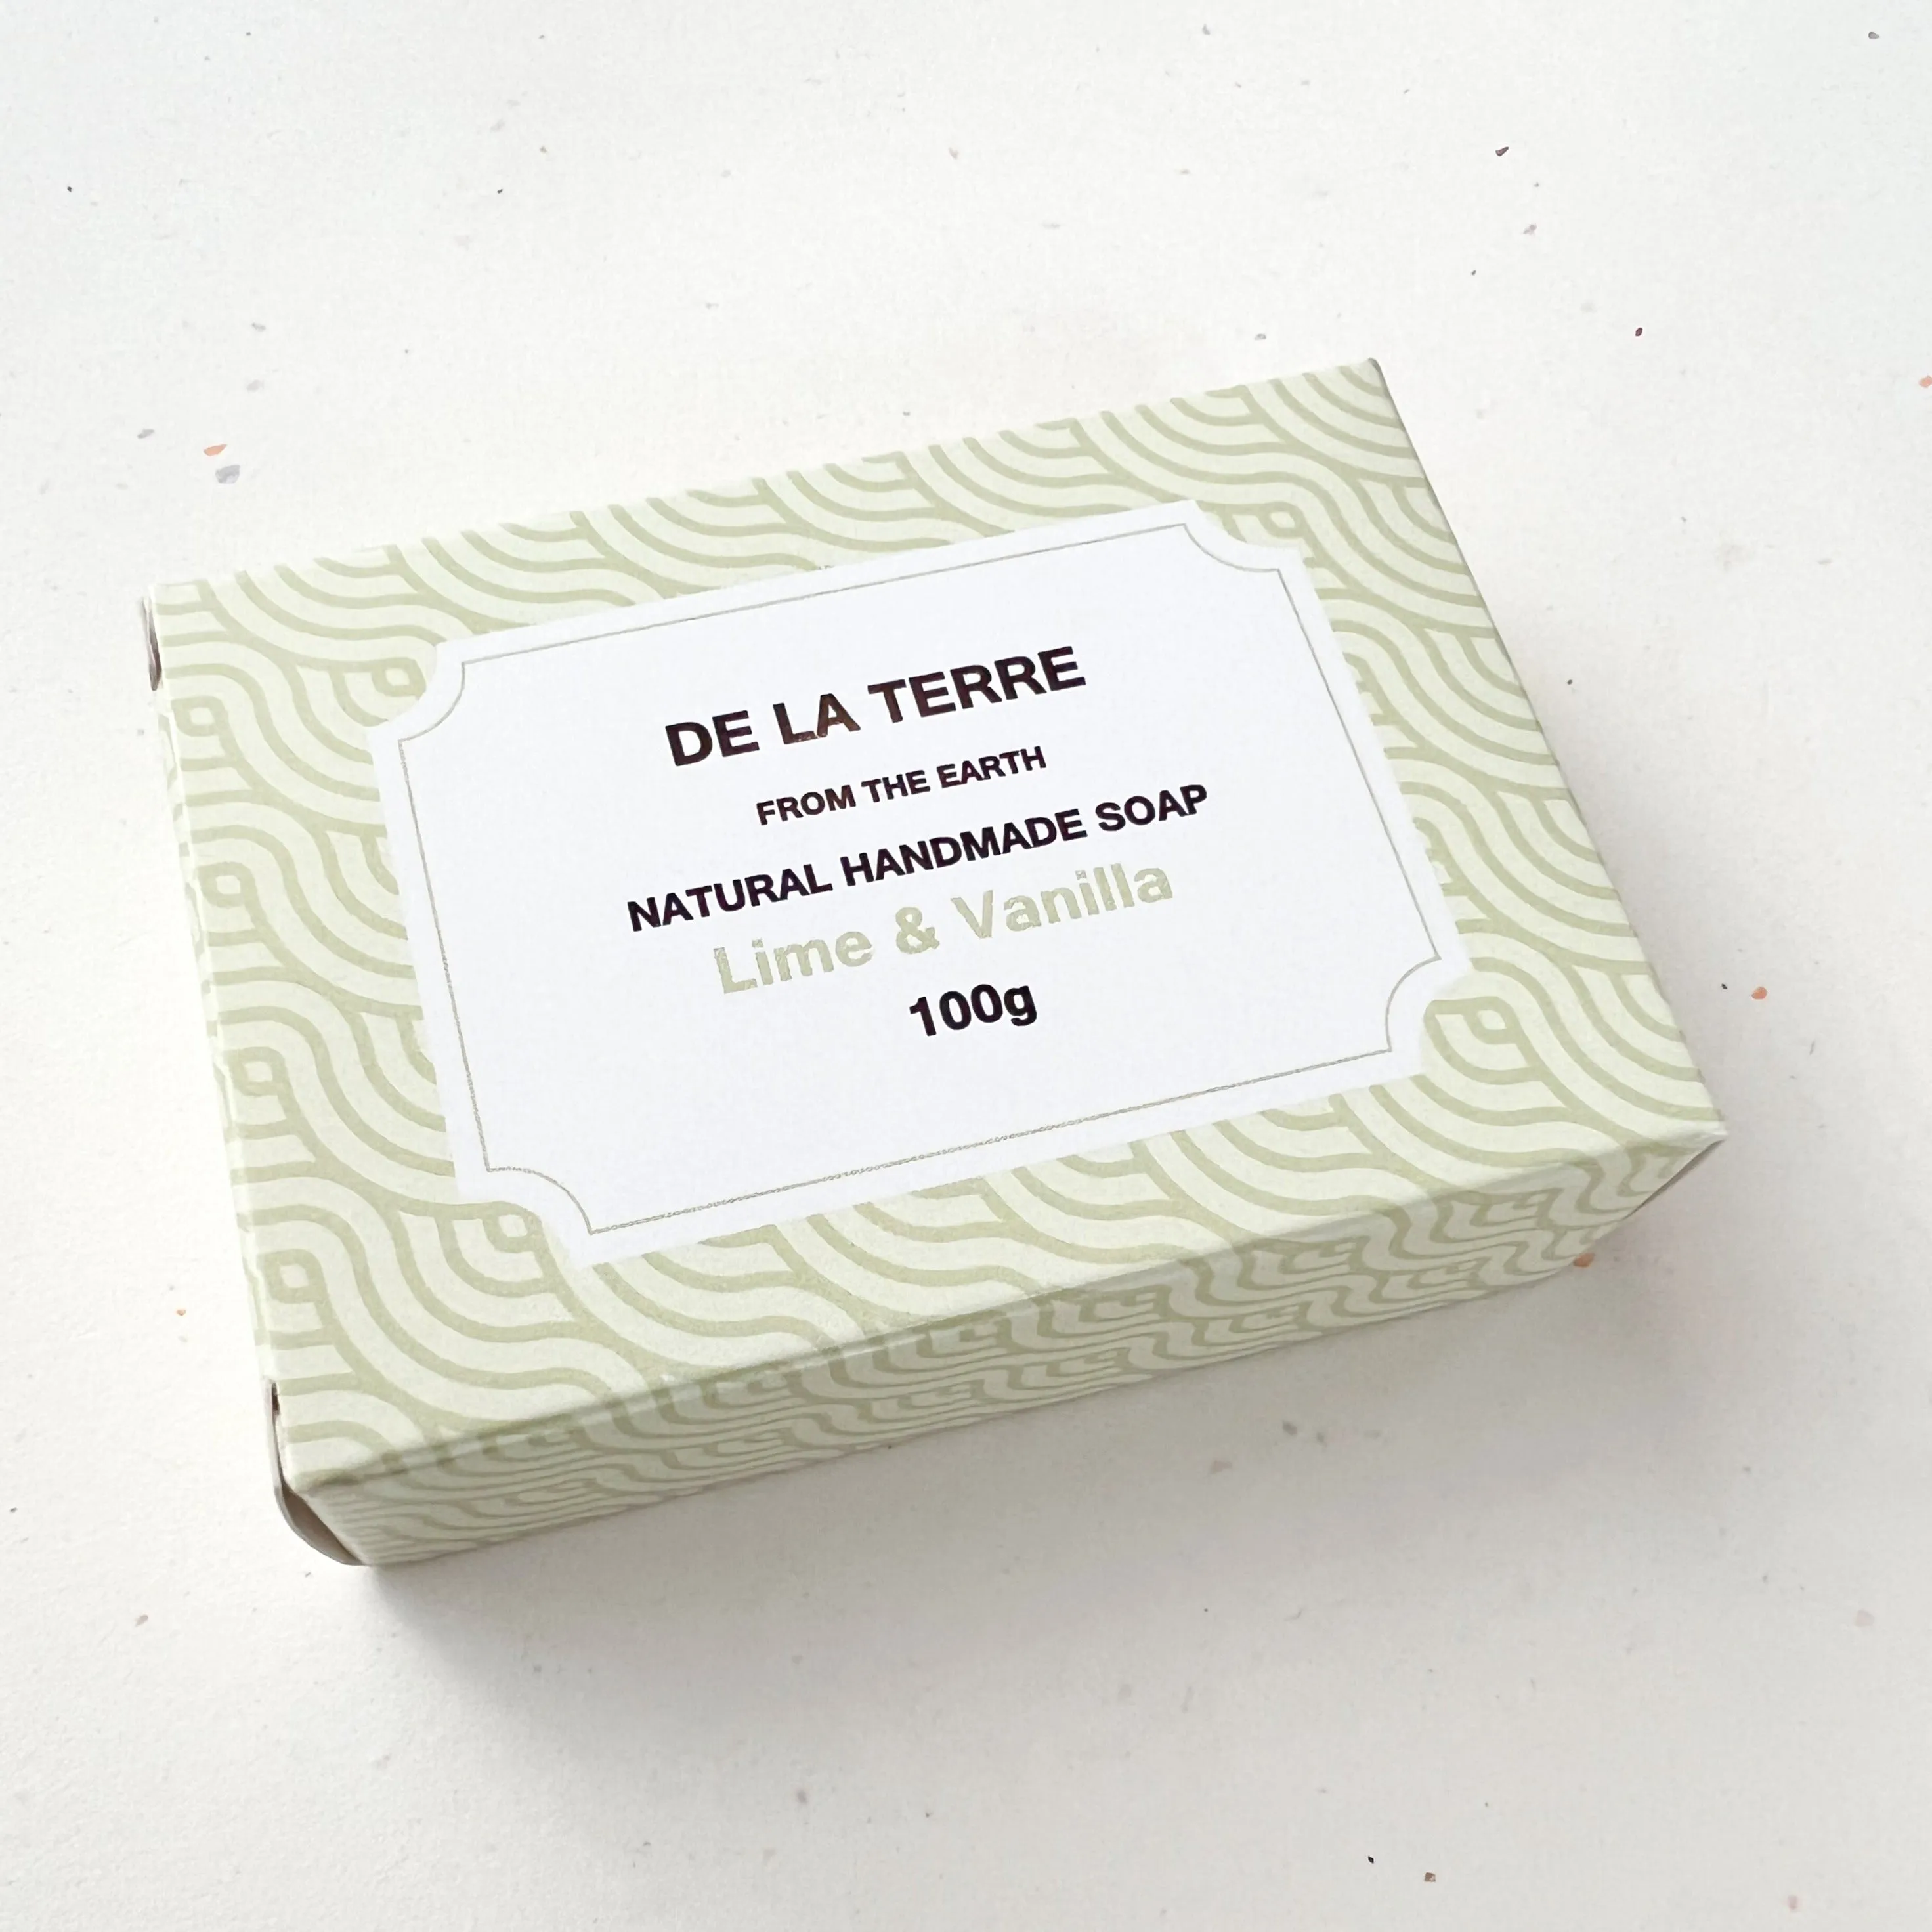 DE LA TERRE
FROM THE EARTH
NATURAL HANDMADE SOAP
Lime & Vanilla
100g